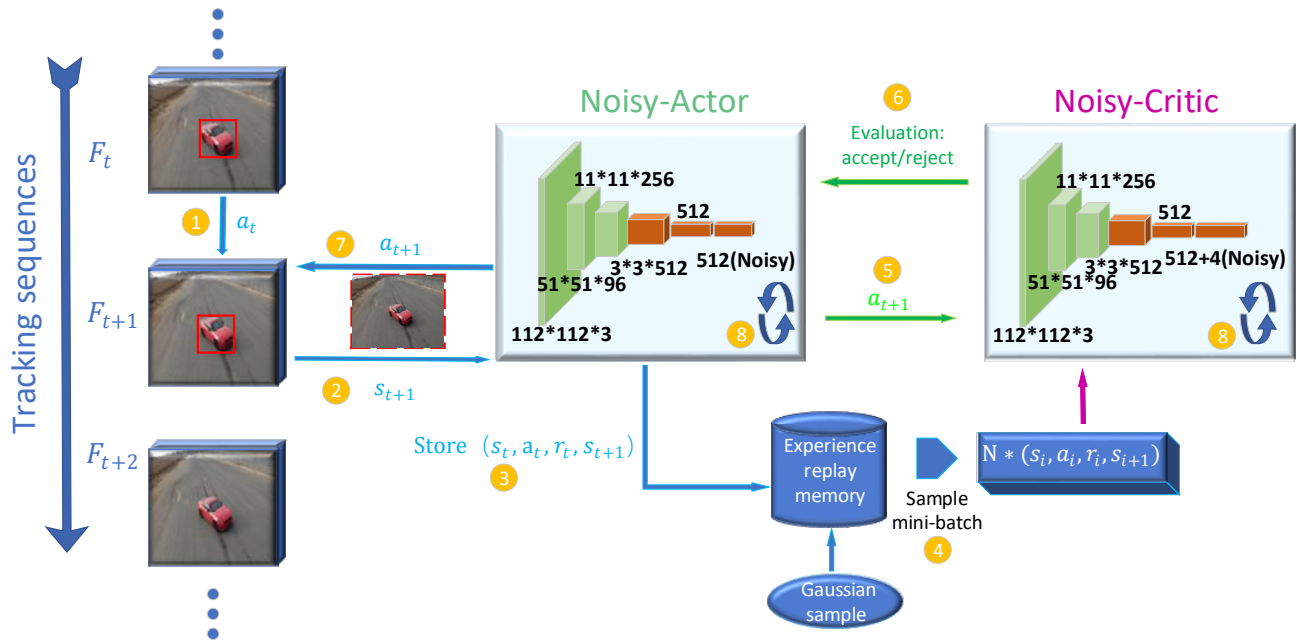 Tracking sequences
F_t
1
a_t
F_{t+1}
2
s_{t+1}
F_{t+2}
7
a_{t+1}
Noisy-Actor
11*11*256
512
512(Noisy)
3*3*512
51*51*96
112*112*3
8
6
Evaluation:
accept/reject
5
a_{t+1}
Noisy-Critic
11*11*256
512
512+4(Noisy)
3*3*512
51*51*96
112*112*3
8
Store (s_t, a_t, r_t, s_{t+1})
3
Experience
replay
memory
Sample
mini-batch
4
N * (s_i, a_i, r_i, s_{i+1})
Gaussian
sample